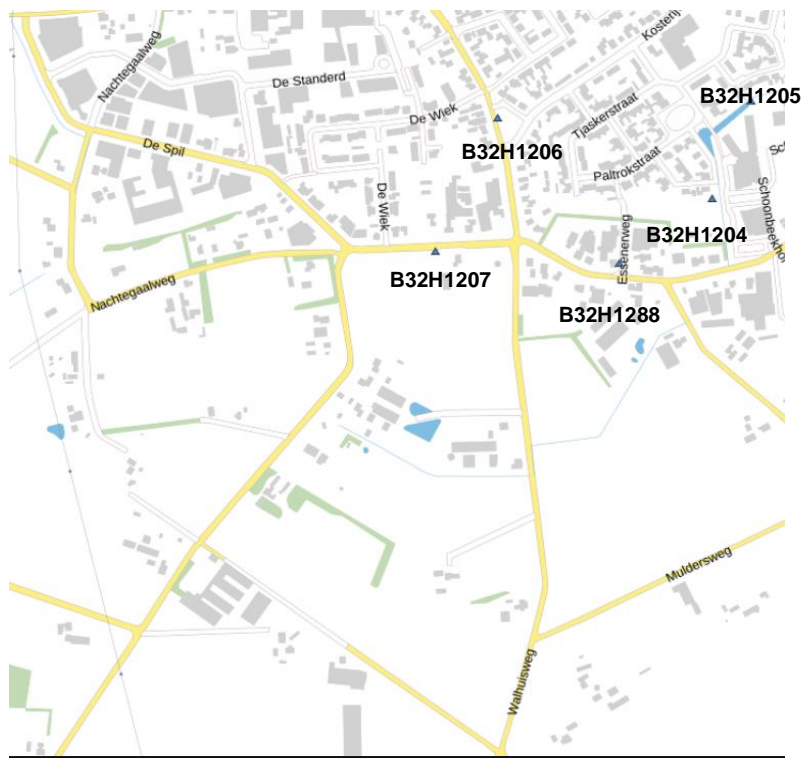 Nachtegaalweg
De Standerd
Kosterij
B32H1205
De Wiek
Tjaskerstraat
De Spil
B32H1206
Paltrokstraat
De Wiek
Schoonbeekhof
Essenerweg
B32H1204
Nachtegaalweg
B32H1207
B32H1288
Muldersweg
Walhuisweg